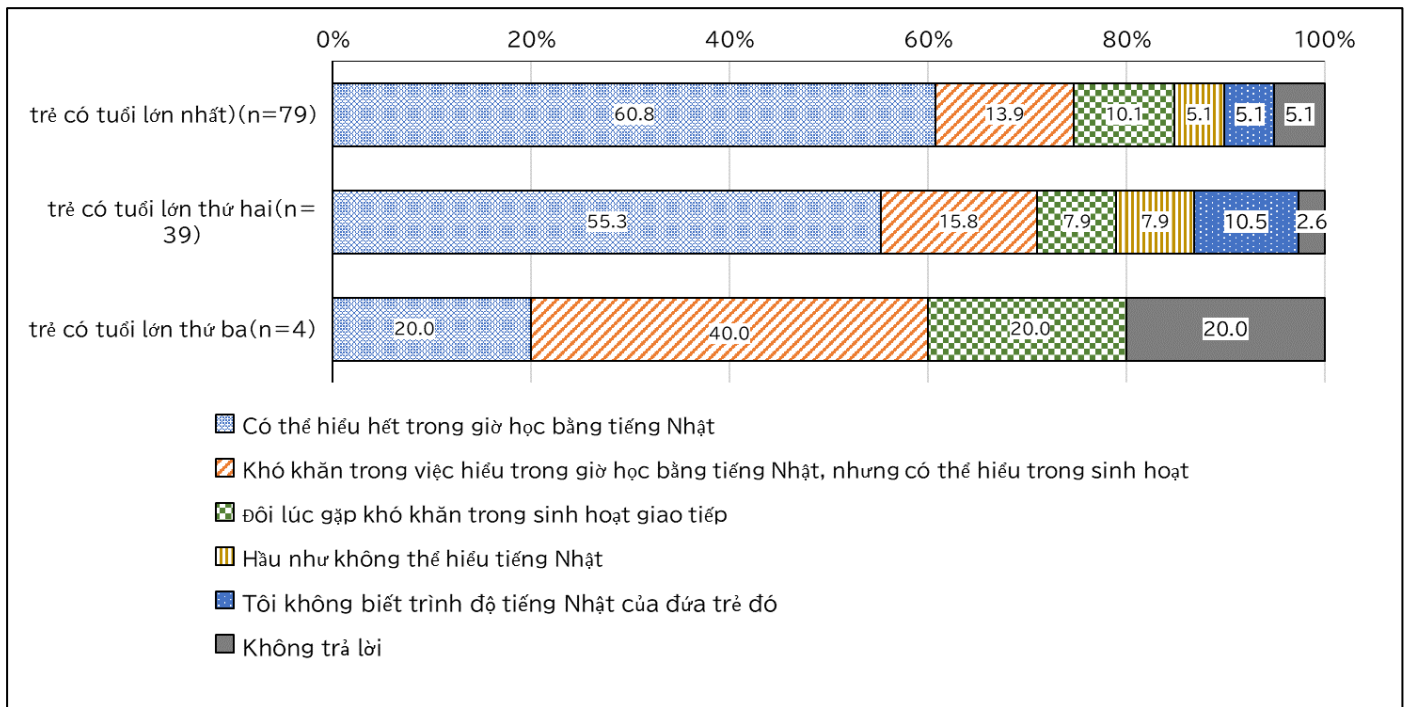 0% 20% 40% 60% 80% 100%
trẻ có tuổi lớn nhất)(n=79)
60.8 13.9 10.1 5.1 5.1 5.1
trẻ có tuổi lớn thứ hai(n=
39)
55.3 15.8 7.9 7.9 10.5 2.6
trẻ có tuổi lớn thứ ba(n=4)
20.0 40.0 20.0 20.0
Có thể hiểu hết trong giờ học bằng tiếng Nhật
Khó khăn trong việc hiểu trong giờ học bằng tiếng Nhật, nhưng có thể hiểu trong sinh hoạt
Đôi lúc gặp khó khăn trong sinh hoạt giao tiếp
Hầu như không thể hiểu tiếng Nhật
Tôi không biết trình độ tiếng Nhật của đứa trẻ đó
Không trả lời